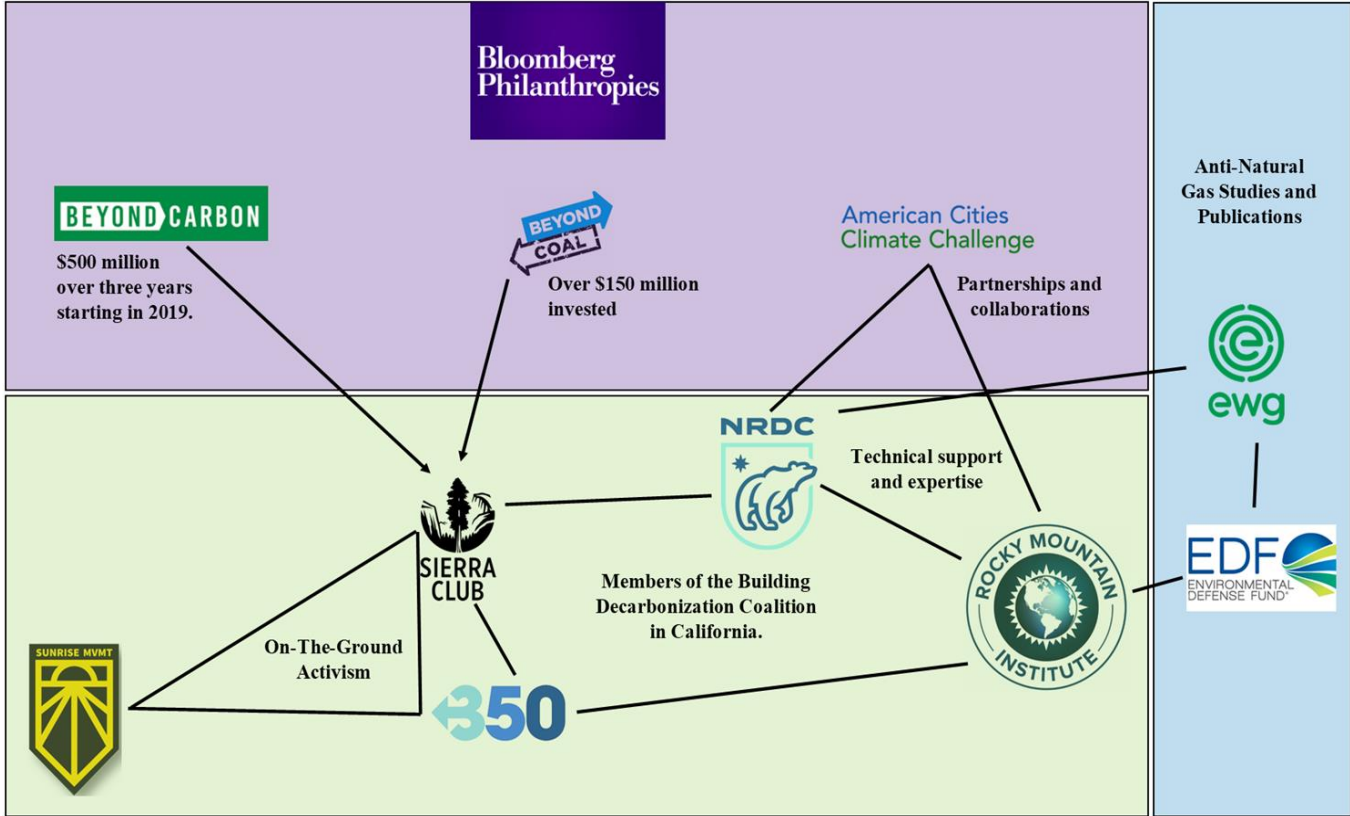 Bloomberg
Philanthropies
BEYOND CARBON
$500 million
over three years
starting in 2019.
BEYOND
COAL
Over $150 million
invested
American Cities
Climate Challenge
Partnerships and
collaborations
Anti-Natural
Gas Studies and
Publications
e
ewg
NRDC
Technical support
and expertise
SIERRA
CLUB
Members of the Building
Decarbonization Coalition
in California.
ROCKY MOUNTAIN
INSTITUTE
EDF
ENVIRONMENTAL
DEFENSE FUND®
On-The-Ground
Activism
SUNRISE MVMT
350